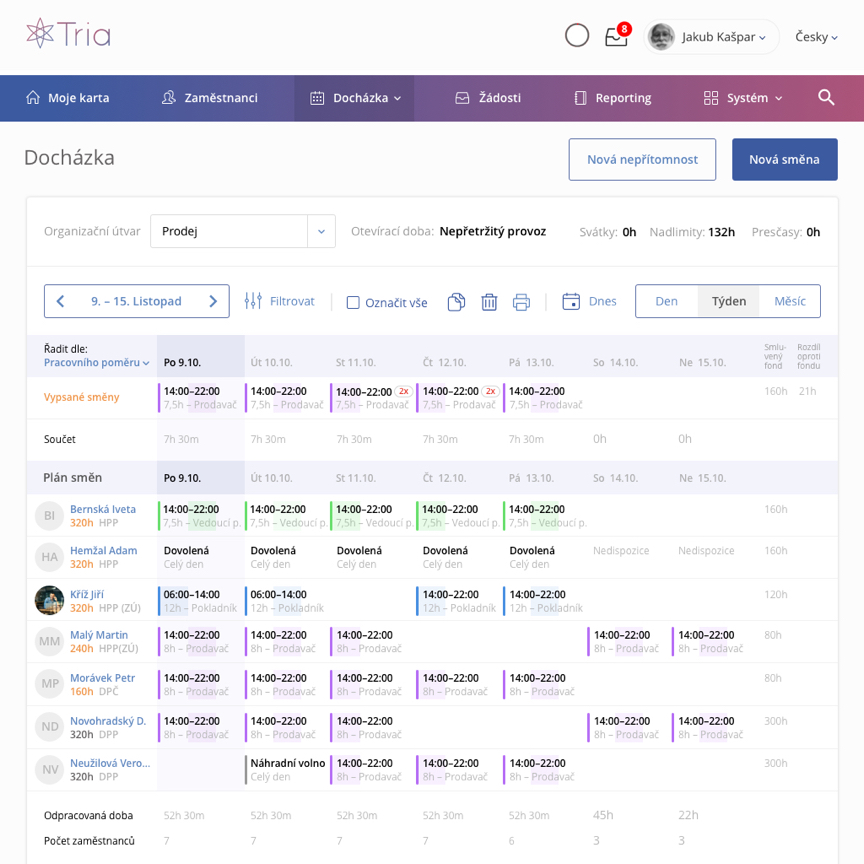 Tria
8
Jakub Kašpar
Česky
Moje karta
Zaměstnanci
Docházka
Žádosti
Reporting
Systém
Docházka
Nová nepřítomnost
Nová směna
Organizační útvar
Prodej
Otevírací doba: Nepřetržitý provoz
Svátky: 0h
Nadlimity: 132h
Presčasy: 0h
9. – 15. Listopad
Filtrovat
Označit vše
Dnes
Den
Týden
Měsíc
Řadit dle:
Pracovního poměru
Po 9.10.
Út 10.10.
St 11.10.
Čt 12.10.
Pá 13.10.
So 14.10.
Ne 15.10.
Smlu-
vený
fond
Rozdíl
oproti
fondu
Vypsané směny
14:00–22:00
7,5h – Prodavač
14:00–22:00
7,5h – Prodavač
14:00–22:00 2x
7,5h – Prodavač
14:00–22:00 2x
7,5h – Prodavač
14:00–22:00
7,5h – Prodavač
160h
21h
Součet
7h 30m
7h 30m
7h 30m
7h 30m
7h 30m
0h
0h
Plán směn
Po 9.10.
Út 10.10.
St 11.10.
Čt 12.10.
Pá 13.10.
So 14.10.
Ne 15.10.
BI
Bernská Iveta
320h HPP
14:00–22:00
7,5h – Vedoucí p.
14:00–22:00
7,5h – Vedoucí p.
14:00–22:00
7,5h – Vedoucí p.
14:00–22:00
7,5h – Vedoucí p.
14:00–22:00
7,5h – Vedoucí p.
160h
HA
Hemžal Adam
320h HPP
Dovolená
Celý den
Dovolená
Celý den
Dovolená
Celý den
Dovolená
Celý den
Dovolená
Celý den
Nedispozice
Nedispozice
160h
Kříž Jiří
320h HPP (ZÚ)
06:00–14:00
12h – Pokladník
06:00–14:00
12h – Pokladník
14:00–22:00
12h – Pokladník
14:00–22:00
12h – Pokladník
120h
MM
Malý Martin
240h HPP(ZÚ)
14:00–22:00
8h – Prodavač
14:00–22:00
8h – Prodavač
14:00–22:00
8h – Prodavač
14:00–22:00
8h – Prodavač
14:00–22:00
8h – Prodavač
80h
MP
Morávek Petr
160h DPČ
14:00–22:00
8h – Prodavač
14:00–22:00
8h – Prodavač
14:00–22:00
8h – Prodavač
14:00–22:00
8h – Prodavač
14:00–22:00
8h – Prodavač
80h
ND
Novohradský D.
320h DPP
14:00–22:00
8h – Prodavač
14:00–22:00
8h – Prodavač
14:00–22:00
8h – Prodavač
14:00–22:00
8h – Prodavač
14:00–22:00
8h – Prodavač
300h
NV
Neužilová Vero...
320h DPP
Náhradní volno
Celý den
14:00–22:00
8h – Prodavač
14:00–22:00
8h – Prodavač
14:00–22:00
8h – Prodavač
300h
Odpracovaná doba
52h 30m
52h 30m
52h 30m
52h 30m
52h 30m
45h
22h
Počet zaměstnanců
7
7
7
7
6
3
3